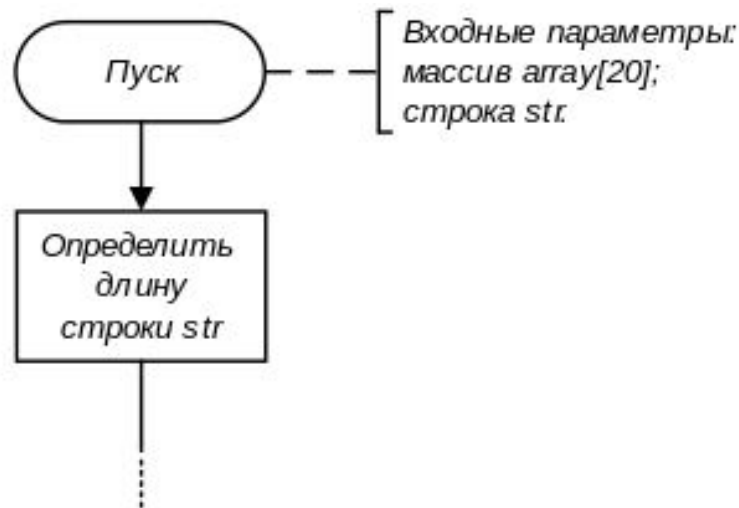 Пуск
Входные параметры:
массив array[20];
строка str.
Определить
длину
строки str